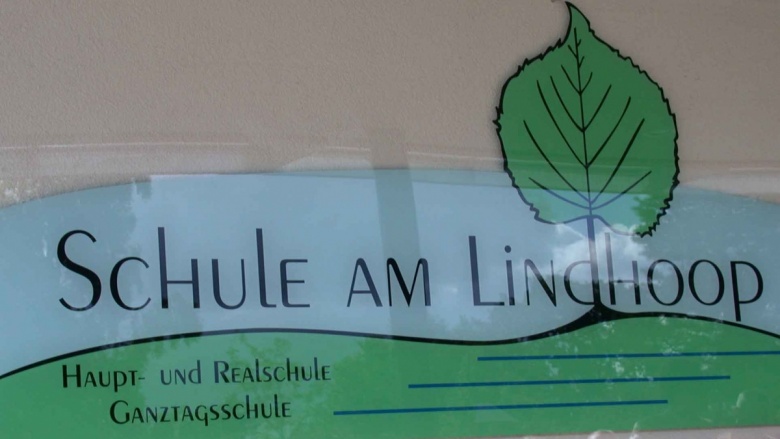 Schule am Lindhoop
Haupt- und Realschule
Ganztagsschule